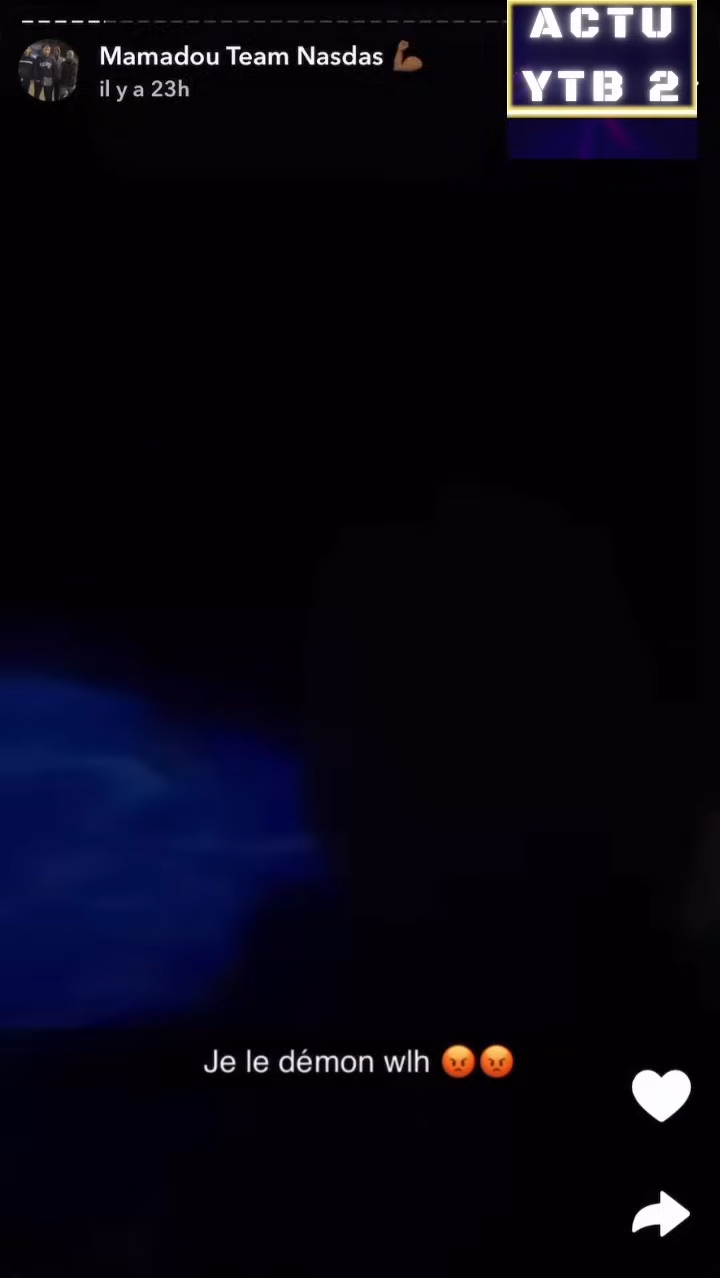 Mamadou Team Nasdas 💪🏾
il y a 23h
ACTU
YTB 2
Je le démon wlh 😡😡